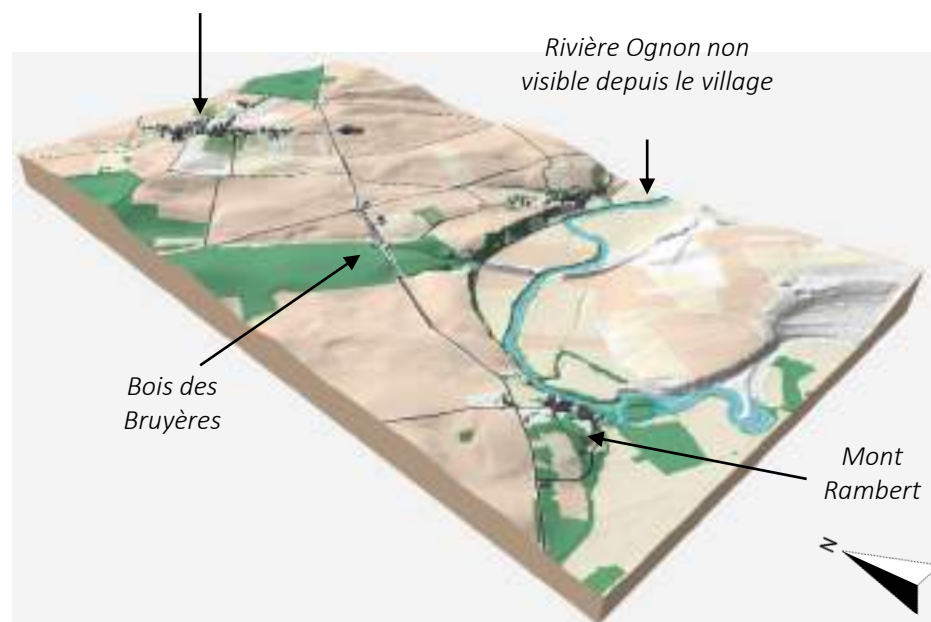 Rivière Ognon non
visible depuis le village
Bois des
Bruyères
Mont
Rambert
N